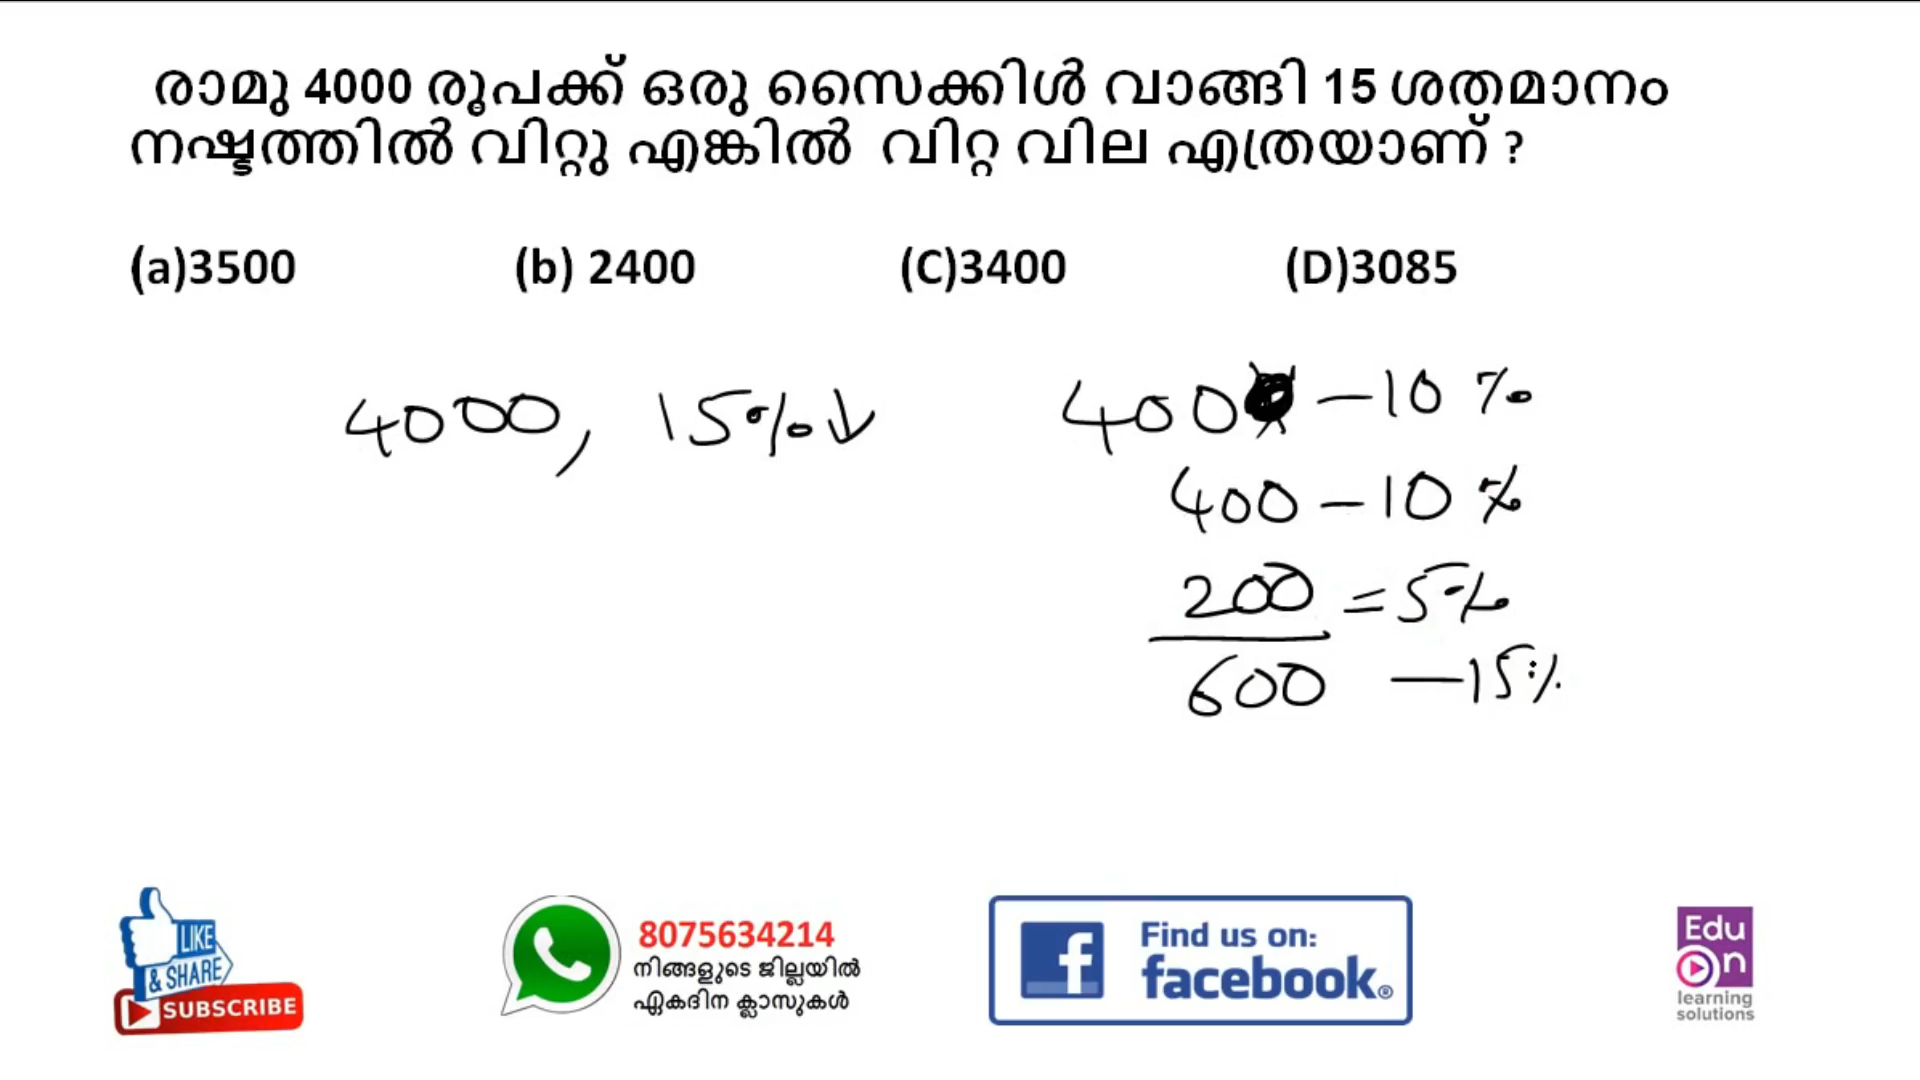 രാമു 4000 രൂപക്ക് ഒരു സൈക്കിൾ വാങ്ങി 15 ശതമാനം
നഷ്ടത്തിൽ വിറ്റു എങ്കിൽ വിറ്റ വില എത്രയാണ് ?
(a)3500 (b) 2400 (C)3400 (D)3085
4000, 15%↓
400 – 10 %
400 – 10 %
200 = 5%
600 — 15%
LIKE
& SHARE
SUBSCRIBE
8075634214
നിങ്ങളുടെ ജില്ലയിൽ
ഏകദിന ക്ലാസുകൾ
Find us on:
facebook®
Edu
On
learning
solutions